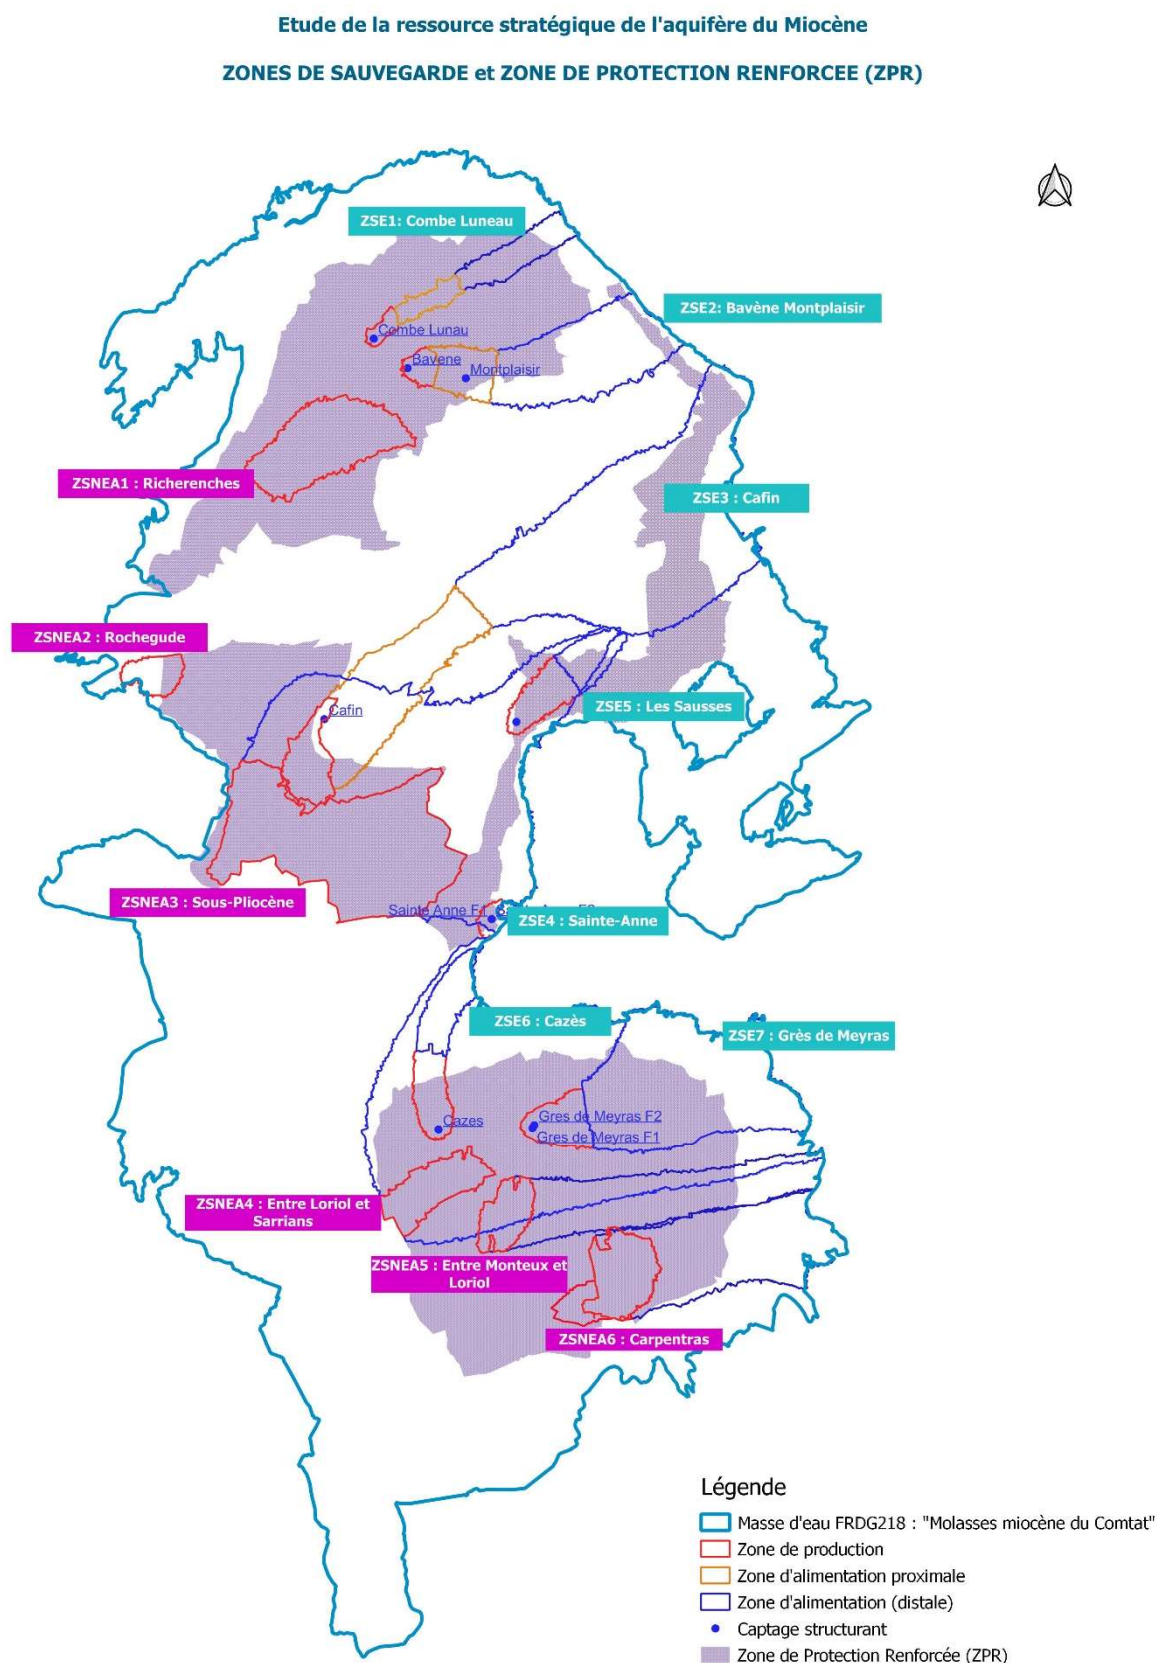 Etude de la ressource stratégique de l'aquifère du Miocène
ZONES DE SAUVEGARDE et ZONE DE PROTECTION RENFORCEE (ZPR)
ZSE1: Combe Luneau
ZSE2: Bavène Montplaisir
Combe Lunau
Bavene
Montplaisir
ZSNEA1 : Richerenches
ZSE3 : Cafin
ZSNEA2 : Rochegude
Cafin
ZSE5 : Les Sausses
ZSNEA3 : Sous-Pliocène
Sainte Anne F1
ZSE4 : Sainte-Anne
ZSE6 : Cazès
ZSE7 : Grès de Meyras
Cazes
Gres de Meyras F2
Gres de Meyras F1
ZSNEA4 : Entre Loriol et
Sarrians
ZSNEA5 : Entre Monteux et
Loriol
ZSNEA6 : Carpentras
Légende
Masse d'eau FRDG218 : "Molasses miocène du Comtat"
Zone de production
Zone d'alimentation proximale
Zone d'alimentation (distale)
Captage structurant
Zone de Protection Renforcée (ZPR)